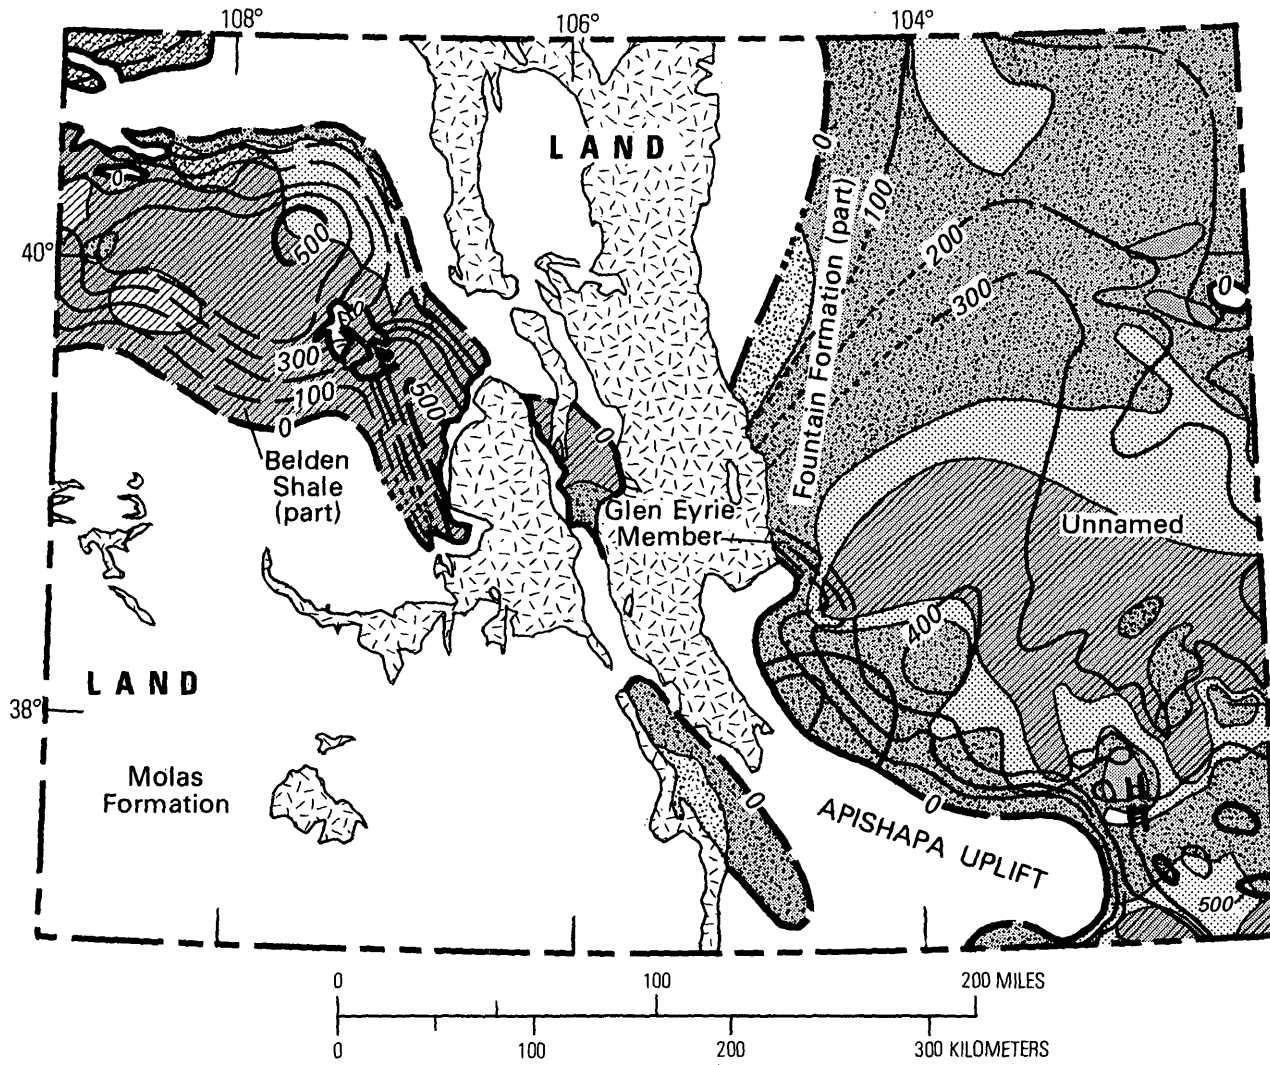 108°
106°
104°
LAND
0
100
Fountain Formation (part)
200
300
0
0
40°
500
0
300
100
500
0
0
Belden
Shale
(part)
Glen Eyrie
Member
Unnamed
400
LAND
38°
Molas
Formation
0
0
APISHAPA UPLIFT
500
0
100
200 MILES
0
100
200
300 KILOMETERS